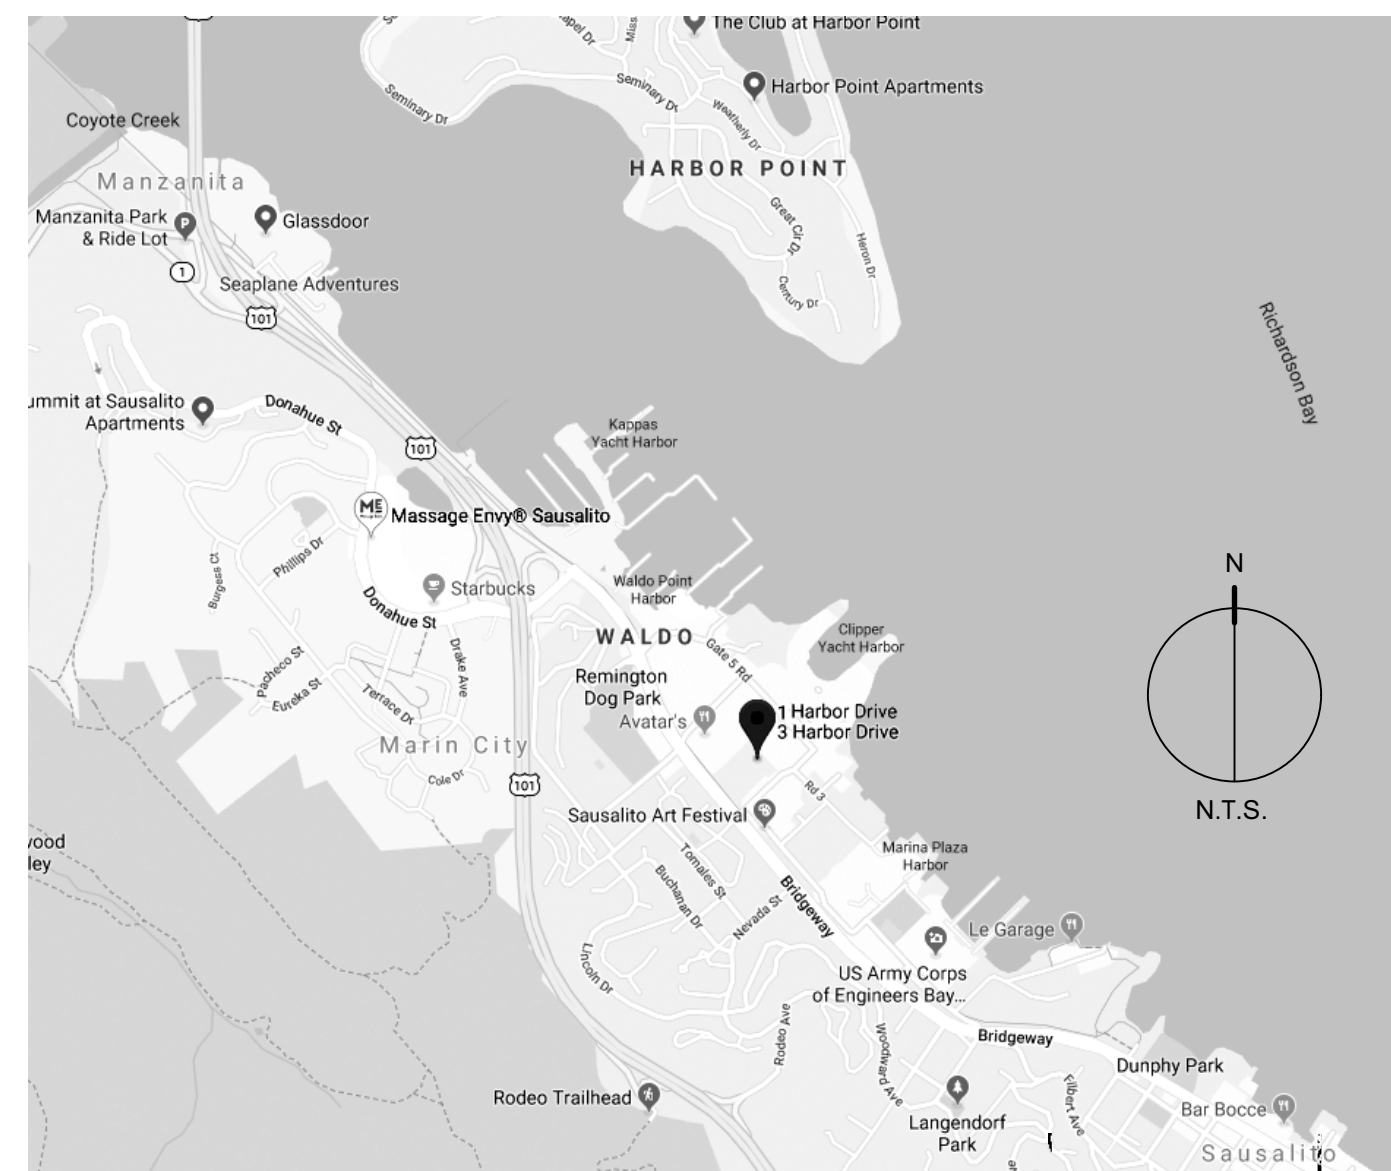 The Club at Harbor Point
Seminary Dr
Seminary Dr
Harbor Point Apartments
Weatherly Dr
Coyote Creek
HARBOR POINT
Manzanita
Manzanita Park
& Ride Lot
P
Glassdoor
Great Cir Dr
Heron Dr
1
Seaplane Adventures
Century Dr
101
Richardson Bay
ummit at Sausalito
Apartments
Donahue St
Kappas
Yacht Harbor
101
ME
Massage Envy® Sausalito
Phillips Dr
Burgess Ct
Starbucks
Waldo Point
Harbor
Donahue St
N
WALDO
Gate 5 Rd
Clipper
Yacht Harbor
Drake Ave
Pacheco St
Eureka St
Terrace Dr
Remington
Dog Park
Avatar's
1 Harbor Drive
3 Harbor Drive
Marin City
Cole Dr
101
Rd 3
Sausalito Art Festival
N.T.S.
wood
ley
Tomales St
Buchanan Dr
Nevada St
Bridgeway
Marina Plaza
Harbor
Le Garage
Lincoln Dr
US Army Corps
of Engineers Bay...
Rodeo Ave
Woodward Ave
Bridgeway
Dunphy Park
Rodeo Trailhead
Filbert Ave
Bar Bocce
Langendorf
Park
Sausalito